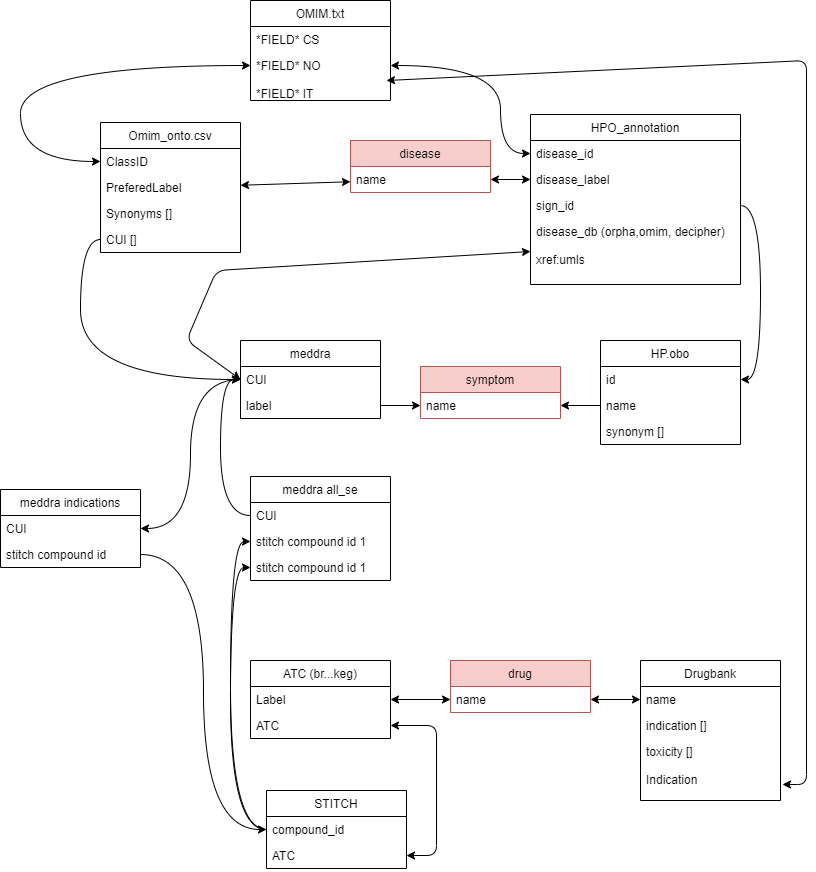 OMIM.txt
*FIELD* CS
*FIELD* NO
*FIELD* IT
Omim_onto.csv
ClassID
PreferedLabel
Synonyms []
CUI []
disease
name
HPO_annotation
disease_id
disease_label
sign_id
disease_db (orpha,omim, decipher)
xref:umls
meddra
CUI
label
symptom
name
HP.obo
id
name
synonym []
meddra indications
CUI
stitch compound id
meddra all_se
CUI
stitch compound id 1
stitch compound id 1
ATC (br...keg)
Label
ATC
drug
name
Drugbank
name
indication []
toxicity []
Indication
STITCH
compound_id
ATC